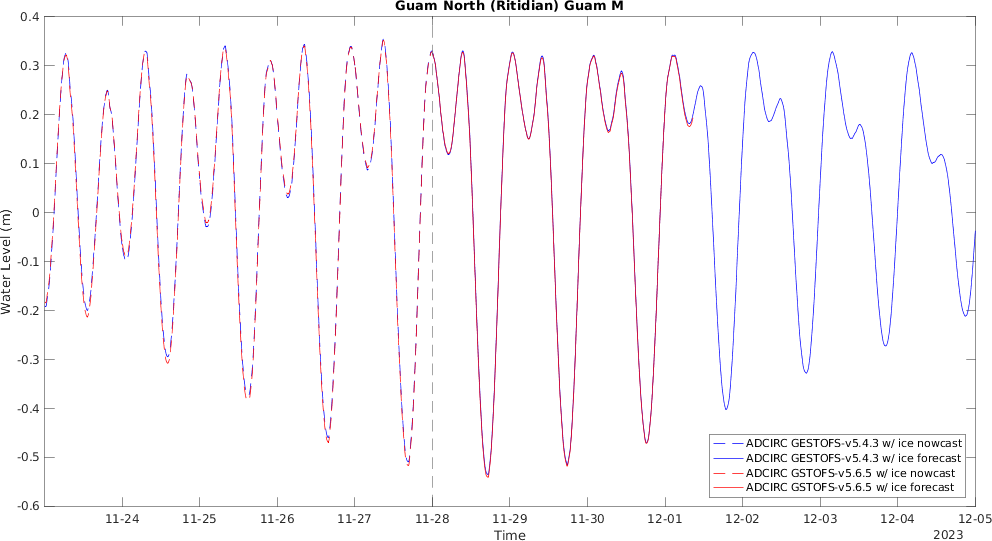 Guam North (Ritidian) Guam M
Water Level (m)
0.4
0.3
0.2
0.1
0
-0.1
-0.2
-0.3
-0.4
-0.5
-0.6
ADCIRC GESTOFS-v5.4.3 w/ ice nowcast
ADCIRC GESTOFS-v5.4.3 w/ ice forecast
ADCIRC GSTOFS-v5.6.5 w/ ice nowcast
ADCIRC GSTOFS-v5.6.5 w/ ice forecast
11-24 11-25 11-26 11-27 11-28 11-29 11-30 12-01 12-02 12-03 12-04 12-05
Time
2023